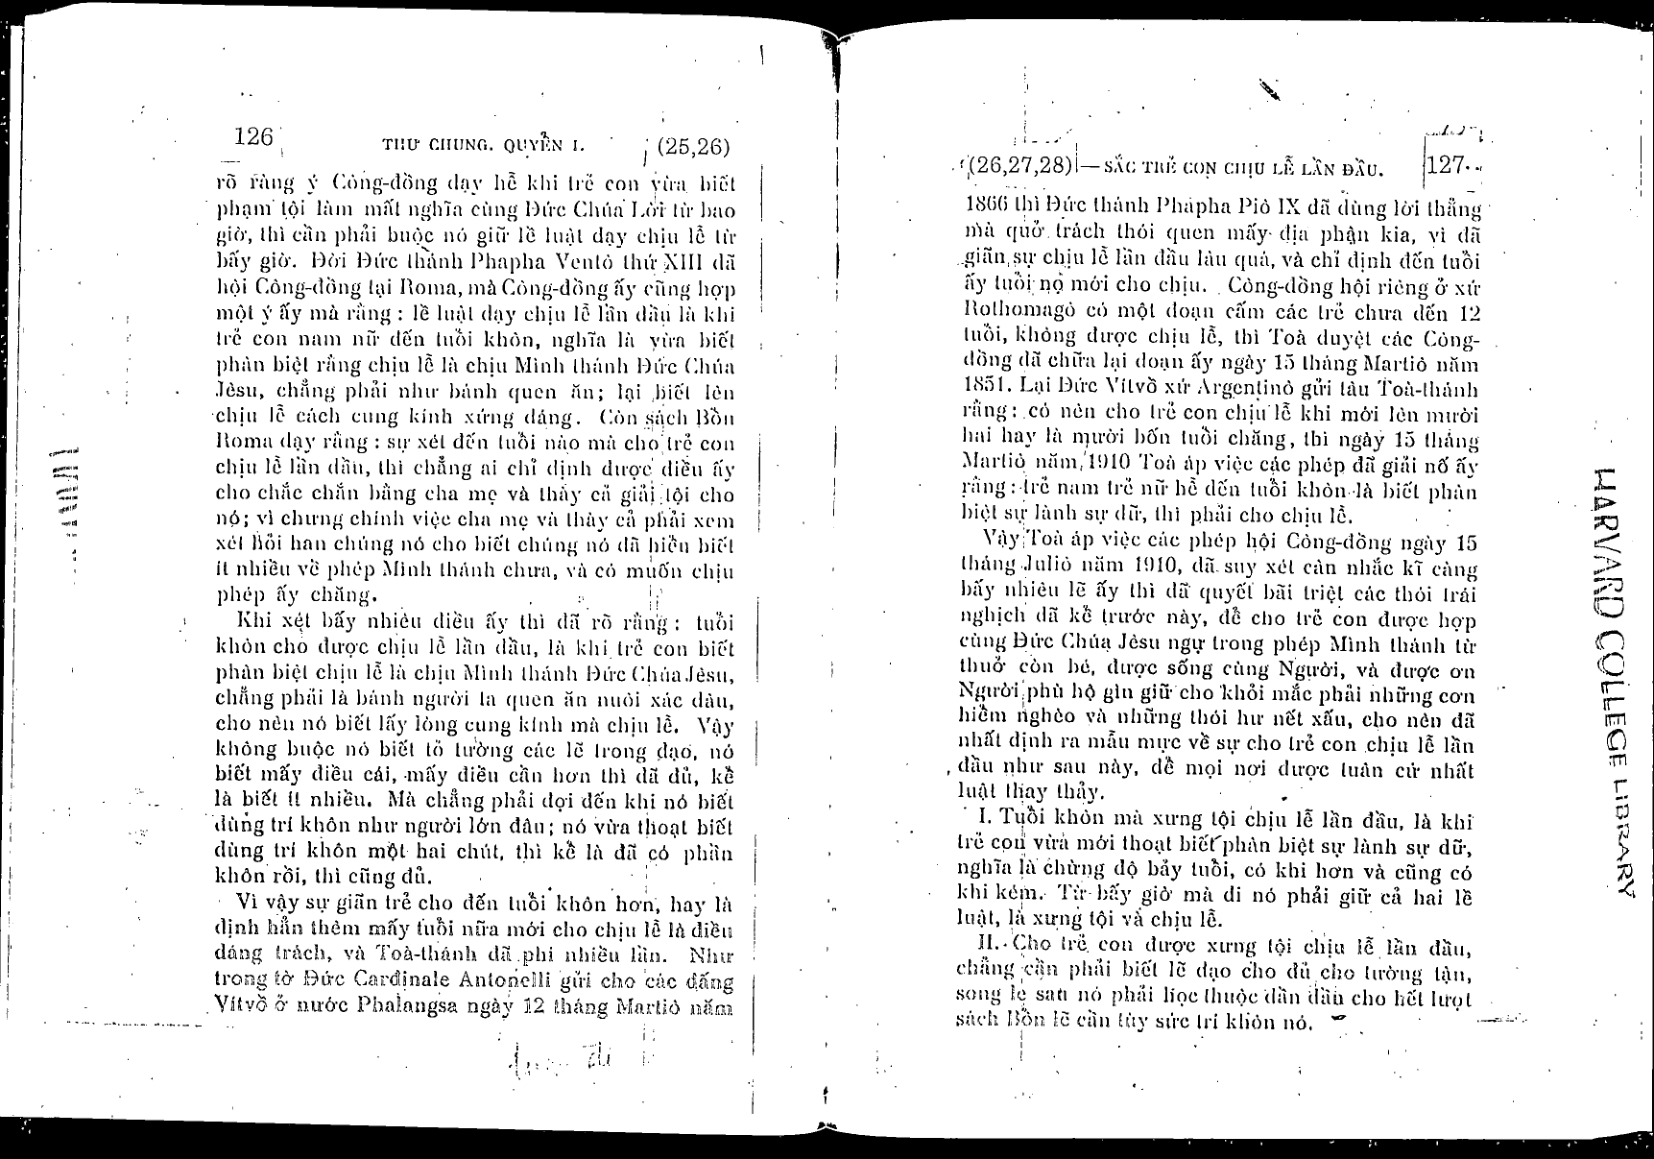 126 THƯ CHUNG. QUYỂN I. (25,26)
rõ ràng ý Công-đồng dạy hễ khi trẻ con vừa biết
phạm tội làm mất nghĩa cùng Đức Chúa Lời từ bao
giờ, thì cần phải buộc nó giữ lề luật dạy chịu lễ từ
bấy giờ. Đời Đức thành Phapha Ventô thứ XIII đã
hội Công-đồng tại Roma, mà Công-đồng ấy cũng hợp
một ý ấy mà rằng : lề luật dạy chịu lễ lần đầu là khi
trẻ con nam nữ đến tuổi khôn, nghĩa là vừa biết
phân biệt rằng chịu lễ là chịu Mình thánh Đức Chúa
Jêsu, chẳng phải như bánh quen ăn; lại biết lên
chịu lễ cách cung kính xứng đáng. Còn sách Bổn
Roma dạy rằng : sự xét đến tuổi nào mà cho trẻ con
chịu lễ lần đầu, thì chẳng ai chỉ định được điều ấy
cho chắc chắn bằng cha mẹ và thày cả giải tội cho
nó; vì chưng chính việc cha mẹ và thày cả phải xem
xét hỏi han chúng nó cho biết chúng nó đã hiểu biết
ít nhiều về phép Mình thánh chưa, và có muốn chịu
phép ấy chăng.
Khi xét bấy nhiêu điều ấy thì đã rõ rằng : tuổi
khôn cho được chịu lễ lần đầu, là khi trẻ con biết
phân biệt chịu lễ là chịu Mình thánh Đức Chúa Jêsu,
chẳng phải là bánh người ta quen ăn nuôi xác đâu,
cho nên nó biết lấy lòng cung kính mà chịu lễ. Vậy
không buộc nó biết tỏ tường các lẽ trong đạo, nó
biết mấy điều cái, mấy điều cần hơn thì đã đủ, kể
là biết ít nhiều. Mà chẳng phải đợi đến khi nó biết
dùng trí khôn như người lớn đâu; nó vừa thoạt biết
dùng trí khôn một hai chút, thì kể là đã có phần
khôn rồi, thì cũng đủ.
Vì vậy sự giãn trẻ cho đến tuổi khôn hơn, hay là
định hẳn thêm mấy tuổi nữa mới cho chịu lễ là điều
đáng trách, và Toà-thánh đã phi nhiều lần. Như
trong tờ Đức Cardinale Antonelli gửi cho các đấng
Vítvồ ở nước Phalangsa ngày 12 tháng Martiô năm
(26,27,28) — SẮC TRẺ CON CHỊU LỄ LẦN ĐẦU. 127
1866 thì Đức thánh Phapha Piô IX đã dùng lời thẳng
mà quở trách thói quen mấy địa phận kia, vì đã
giãn sự chịu lễ lần đầu lâu quá, và chỉ định đến tuổi
ấy tuổi nọ mới cho chịu. Công-đồng hội riêng ở xứ
Rothomagô có một đoạn cấm các trẻ chưa đến 12
tuổi, không được chịu lễ, thì Toà duyệt các Công-
đồng đã chữa lại đoạn ấy ngày 15 tháng Martiô năm
1851. Lại Đức Vítvồ xứ Argentinô gửi tâu Toà-thánh
rằng : có nên cho trẻ con chịu lễ khi mới lên mười
hai hay là mười bốn tuổi chăng, thì ngày 15 tháng
Martiô năm 1910 Toà áp việc các phép đã giải nố ấy
rằng : trẻ nam trẻ nữ hễ đến tuổi khôn là biết phân
biệt sự lành sự dữ, thì phải cho chịu lễ.
Vậy Toà áp việc các phép hội Công-đồng ngày 15
tháng Juliô năm 1910, đã suy xét cân nhắc kĩ càng
bấy nhiêu lẽ ấy thì đã quyết bãi triệt các thói trái
nghịch đã kể trước này, để cho trẻ con được hợp
cùng Đức Chúa Jêsu ngự trong phép Mình thánh từ
thuở còn bé, được sống cùng Người, và được ơn
Người phù hộ gìn giữ cho khỏi mắc phải những cơn
hiểm nghèo và những thói hư nết xấu, cho nên đã
nhất định ra mẫu mực về sự cho trẻ con chịu lễ lần
đầu như sau này, để mọi nơi được tuân cứ nhất
luật thay thảy.
I. Tuổi khôn mà xưng tội chịu lễ lần đầu, là khi
trẻ con vừa mới thoạt biết phân biệt sự lành sự dữ,
nghĩa là chừng độ bảy tuổi, có khi hơn và cũng có
khi kém. Từ bấy giờ mà đi nó phải giữ cả hai lề
luật, là xưng tội và chịu lễ.
II. Cho trẻ con được xưng tội chịu lễ lần đầu,
chẳng cần phải biết lẽ đạo cho đủ cho tường tận,
song le sau nó phải học thuộc dần dần cho hết lượt
sách Bổn lẽ cần tùy sức trí khôn nó.
HARVARD COLLEGE LIBRARY